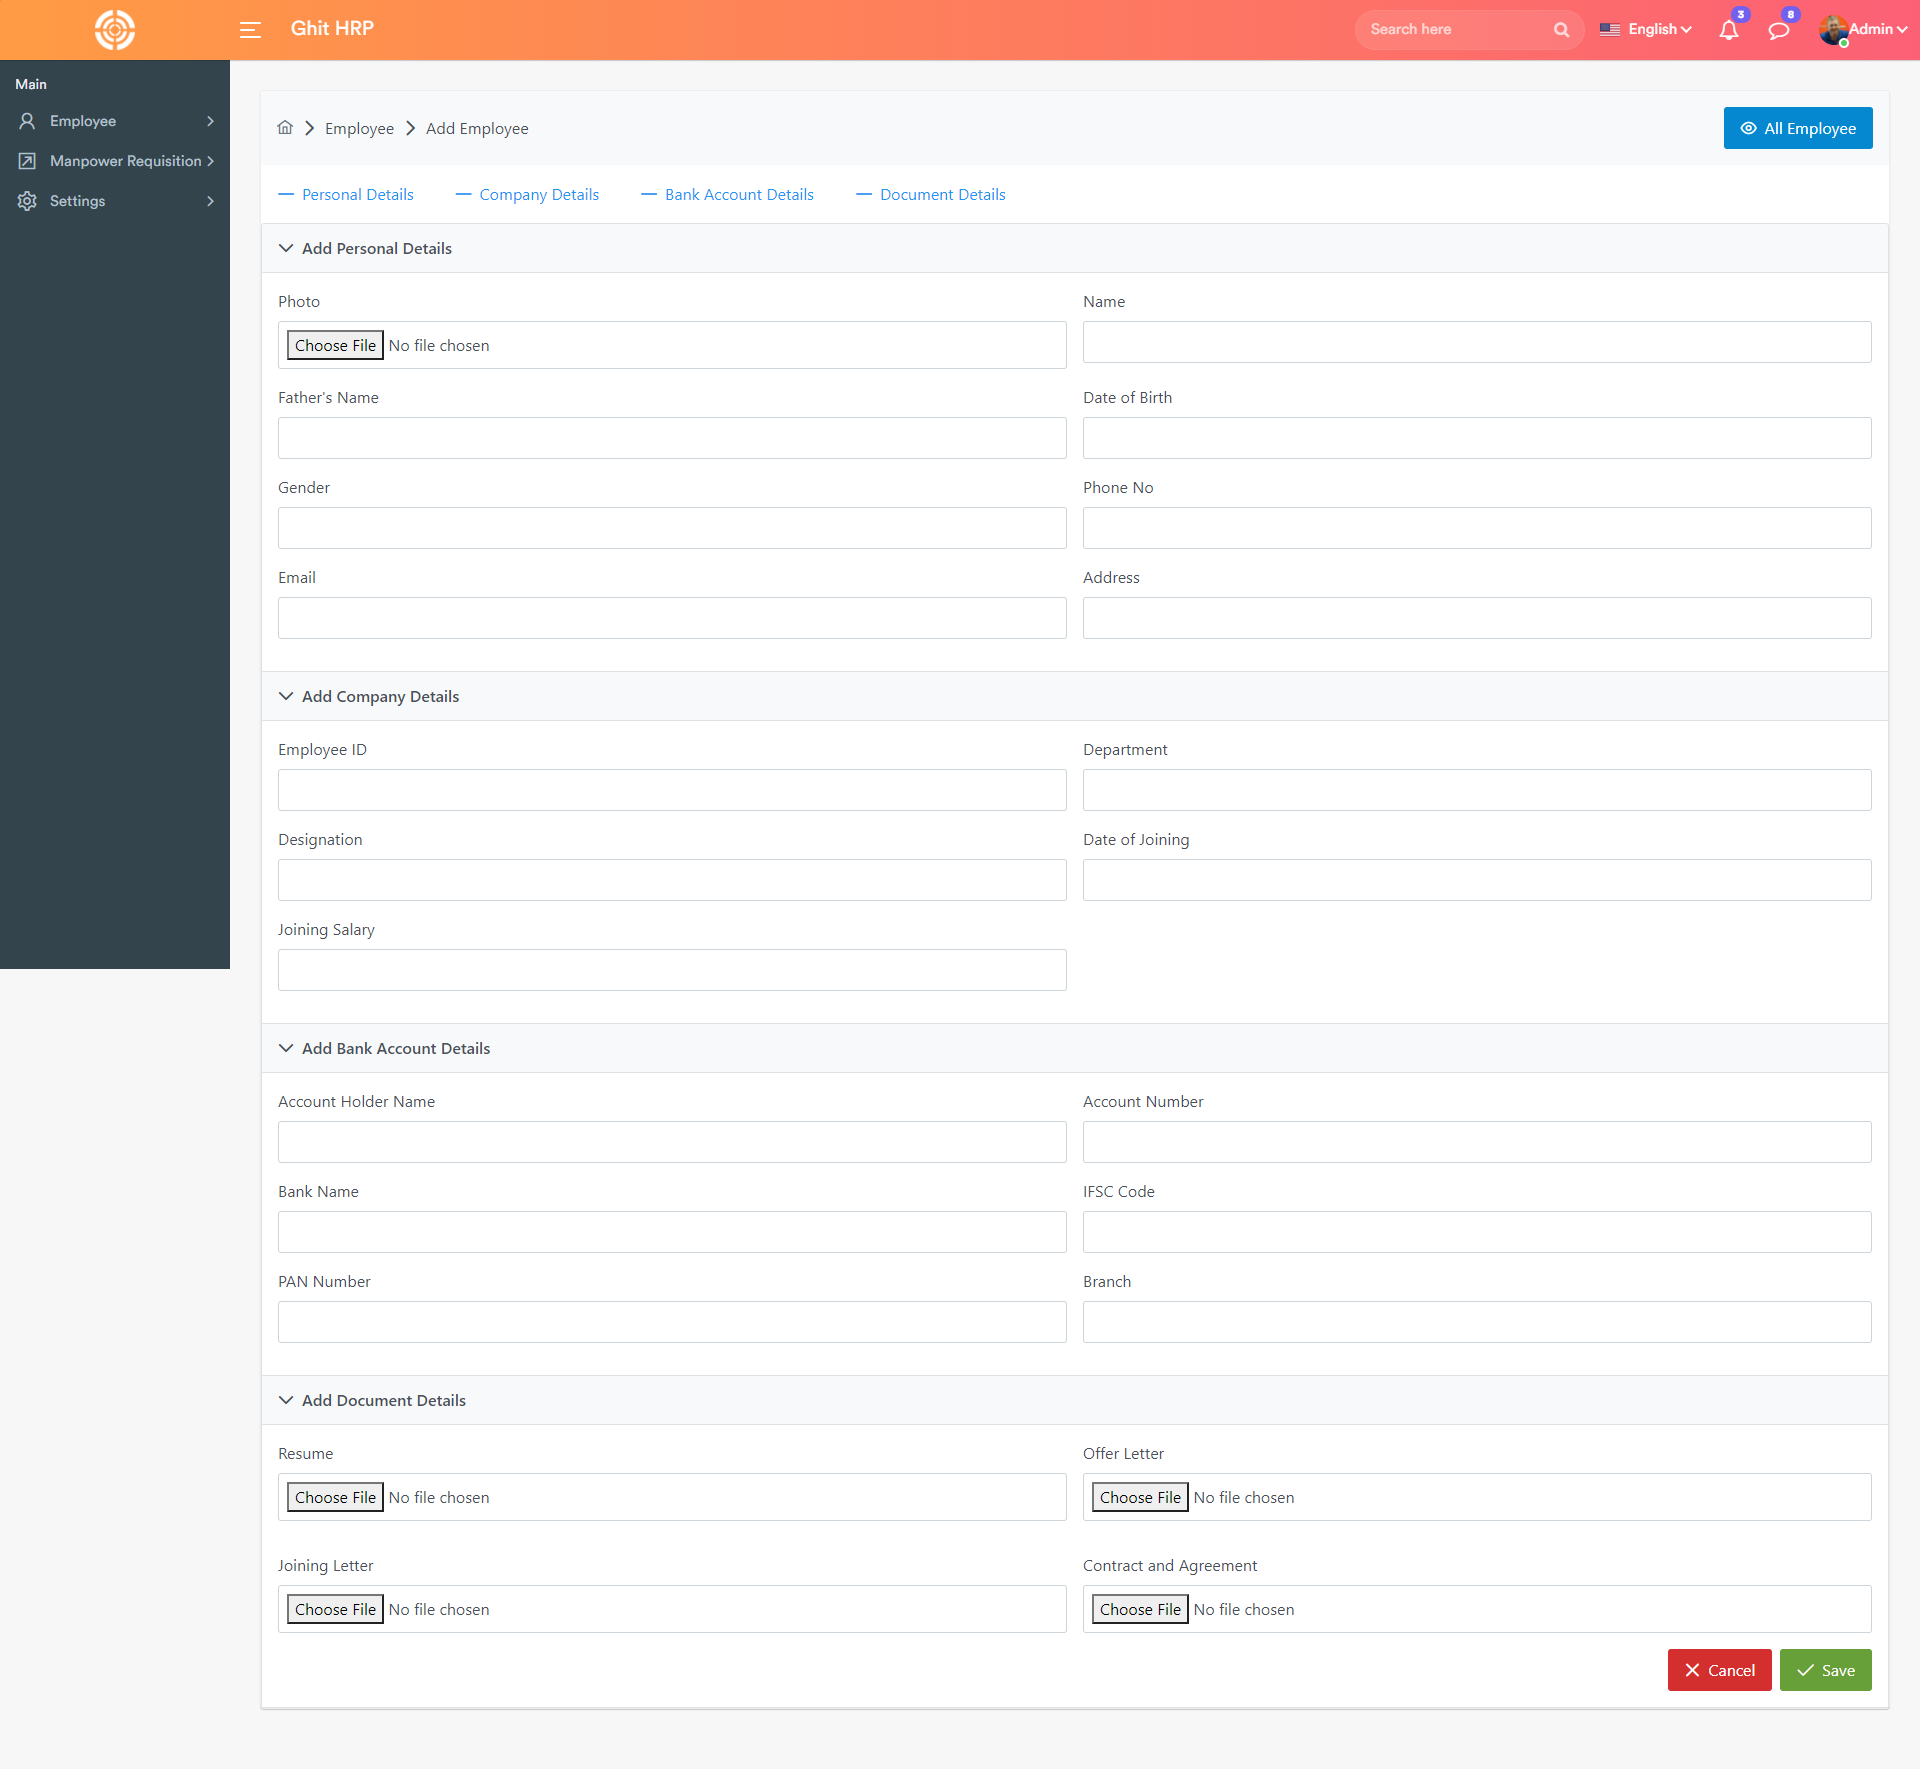 Ghit HRP
Search here
English
3
8
Admin
Main
Employee
Manpower Requisition
Settings
Employee
Add Employee
All Employee
Personal Details
Company Details
Bank Account Details
Document Details
Add Personal Details
Photo
Name
Choose File No file chosen
Father's Name
Date of Birth
Gender
Phone No
Email
Address
Add Company Details
Employee ID
Department
Designation
Date of Joining
Joining Salary
Add Bank Account Details
Account Holder Name
Account Number
Bank Name
IFSC Code
PAN Number
Branch
Add Document Details
Resume
Offer Letter
Choose File No file chosen
Choose File No file chosen
Joining Letter
Contract and Agreement
Choose File No file chosen
Choose File No file chosen
Cancel
Save